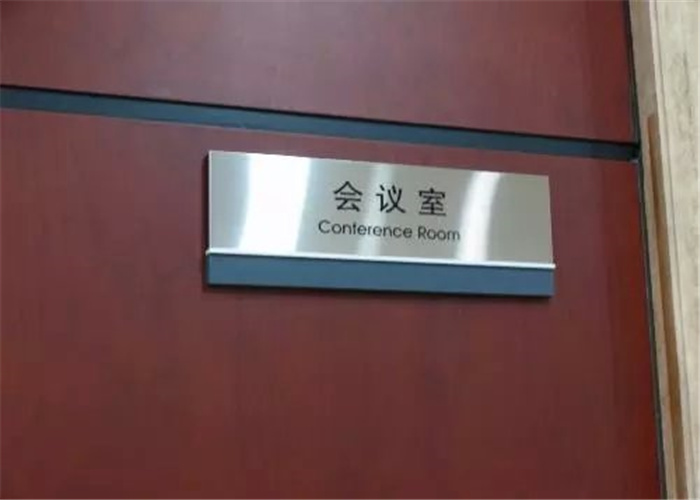 会议室
Conference Room